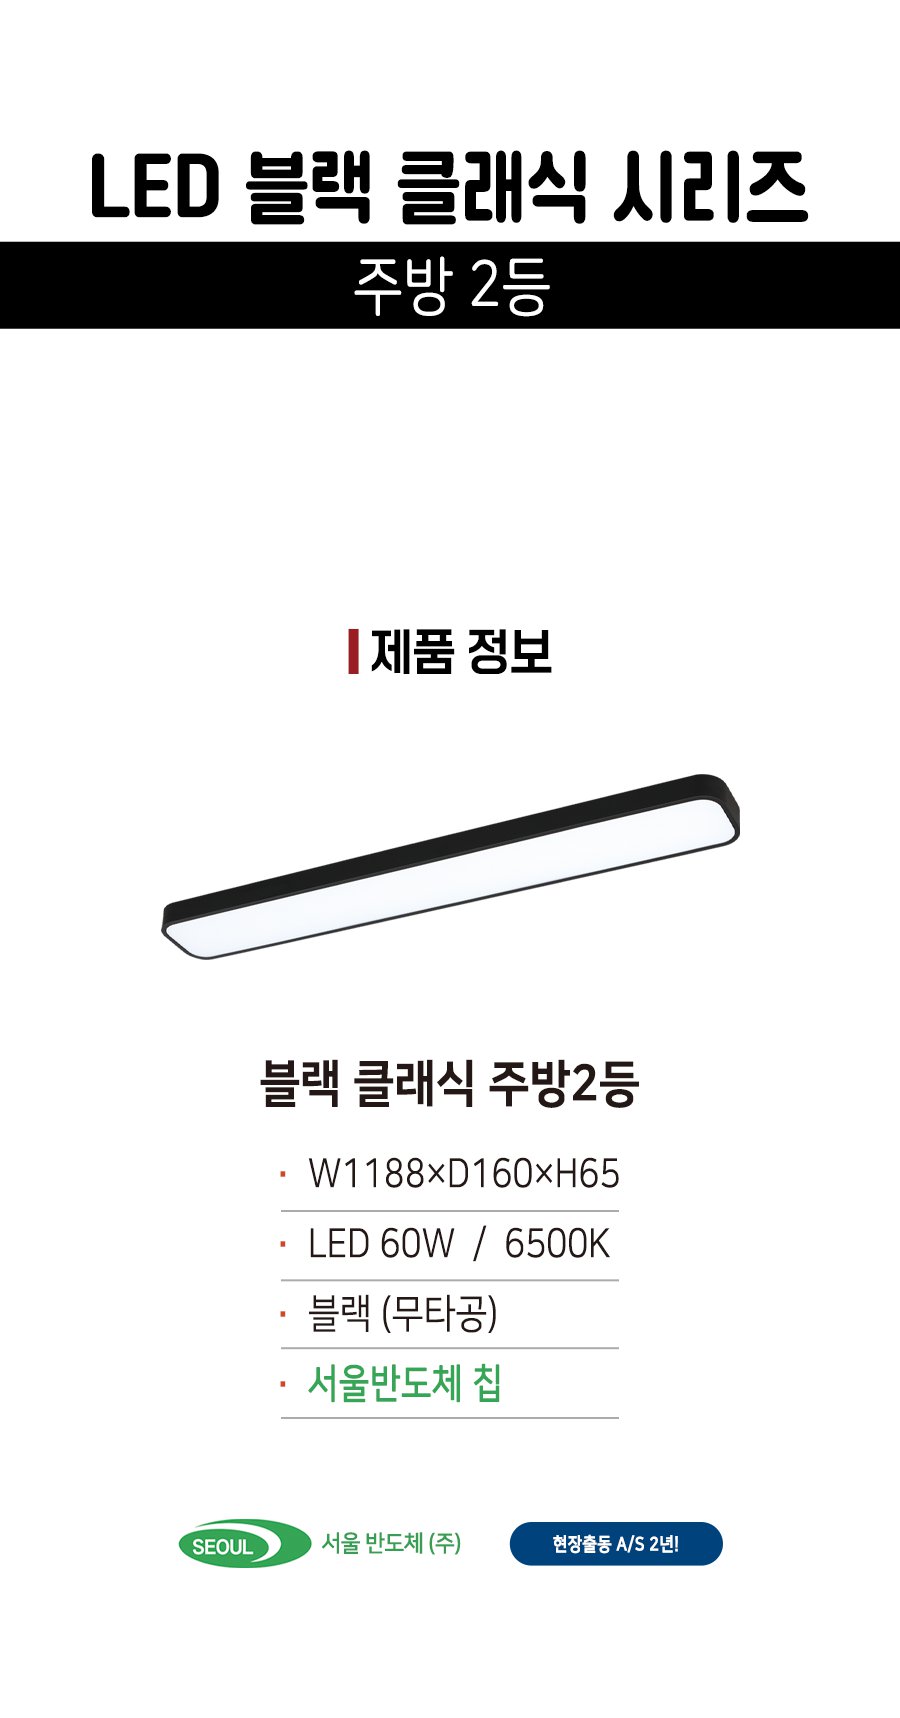 LED 블랙 클래식 시리즈
주방 2등
제품 정보
블랙 클래식 주방2등
· W1188×D160×H65
· LED 60W / 6500K
· 블랙 (무타공)
· 서울반도체 칩
SEOUL 서울 반도체 (주)
현장출동 A/S 2년!